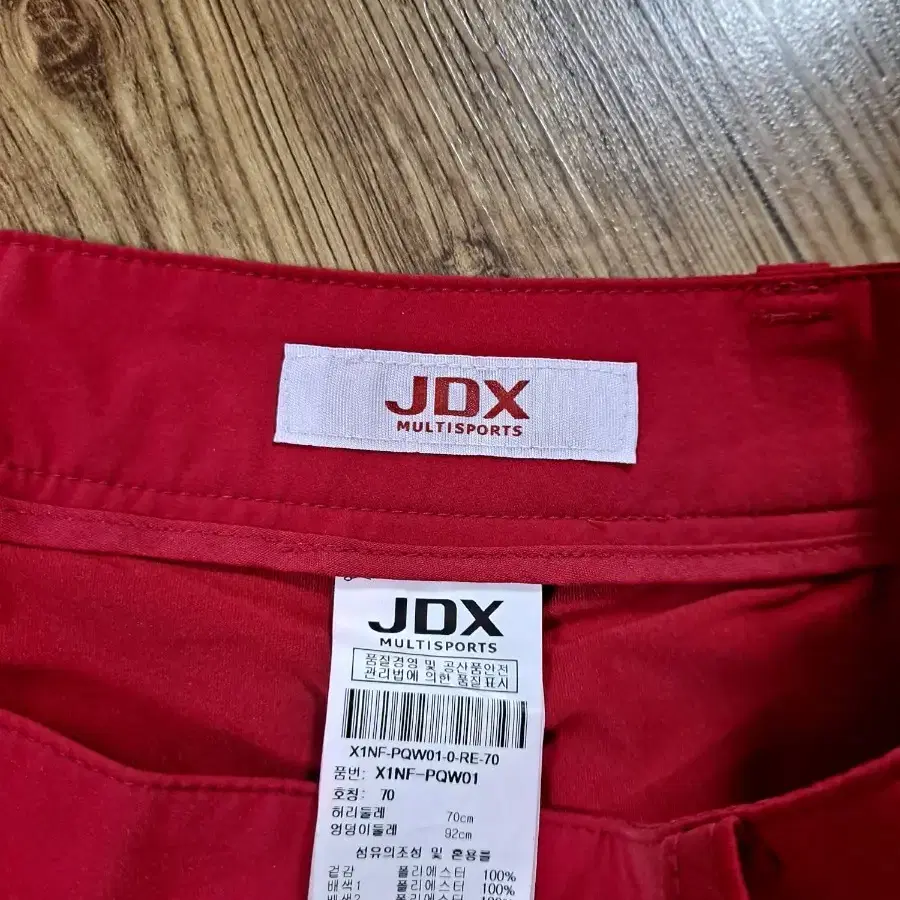 JDX
MULTISPORTS
JDX
MULTISPORTS
품질경영 및 공산품안전
관리법에 의한 품질표시
X1NF-PQW01-0-RE-70
품번: X1NF-PQW01
호칭: 70
허리둘레 70cm
엉덩이둘레 92cm
섬유의조성 및 혼용률
겉감 폴리에스터 100%
배색1 폴리에스터 100%